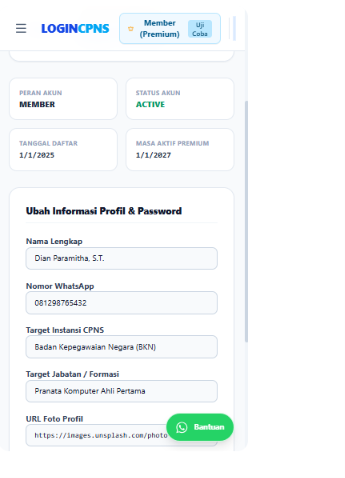 LOGINCPNS
Member
(Premium)
Uji
Coba
PERAN AKUN
MEMBER
STATUS AKUN
ACTIVE
TANGGAL DAFTAR
1/1/2025
MASA AKTIF PREMIUM
1/1/2027
Ubah Informasi Profil & Password
Nama Lengkap
Dian Paramitha, S.T.
Nomor WhatsApp
081298765432
Target Instansi CPNS
Badan Kepegawaian Negara (BKN)
Target Jabatan / Formasi
Pranata Komputer Ahli Pertama
URL Foto Profil
https://images.unsplash.com/photo
Bantuan